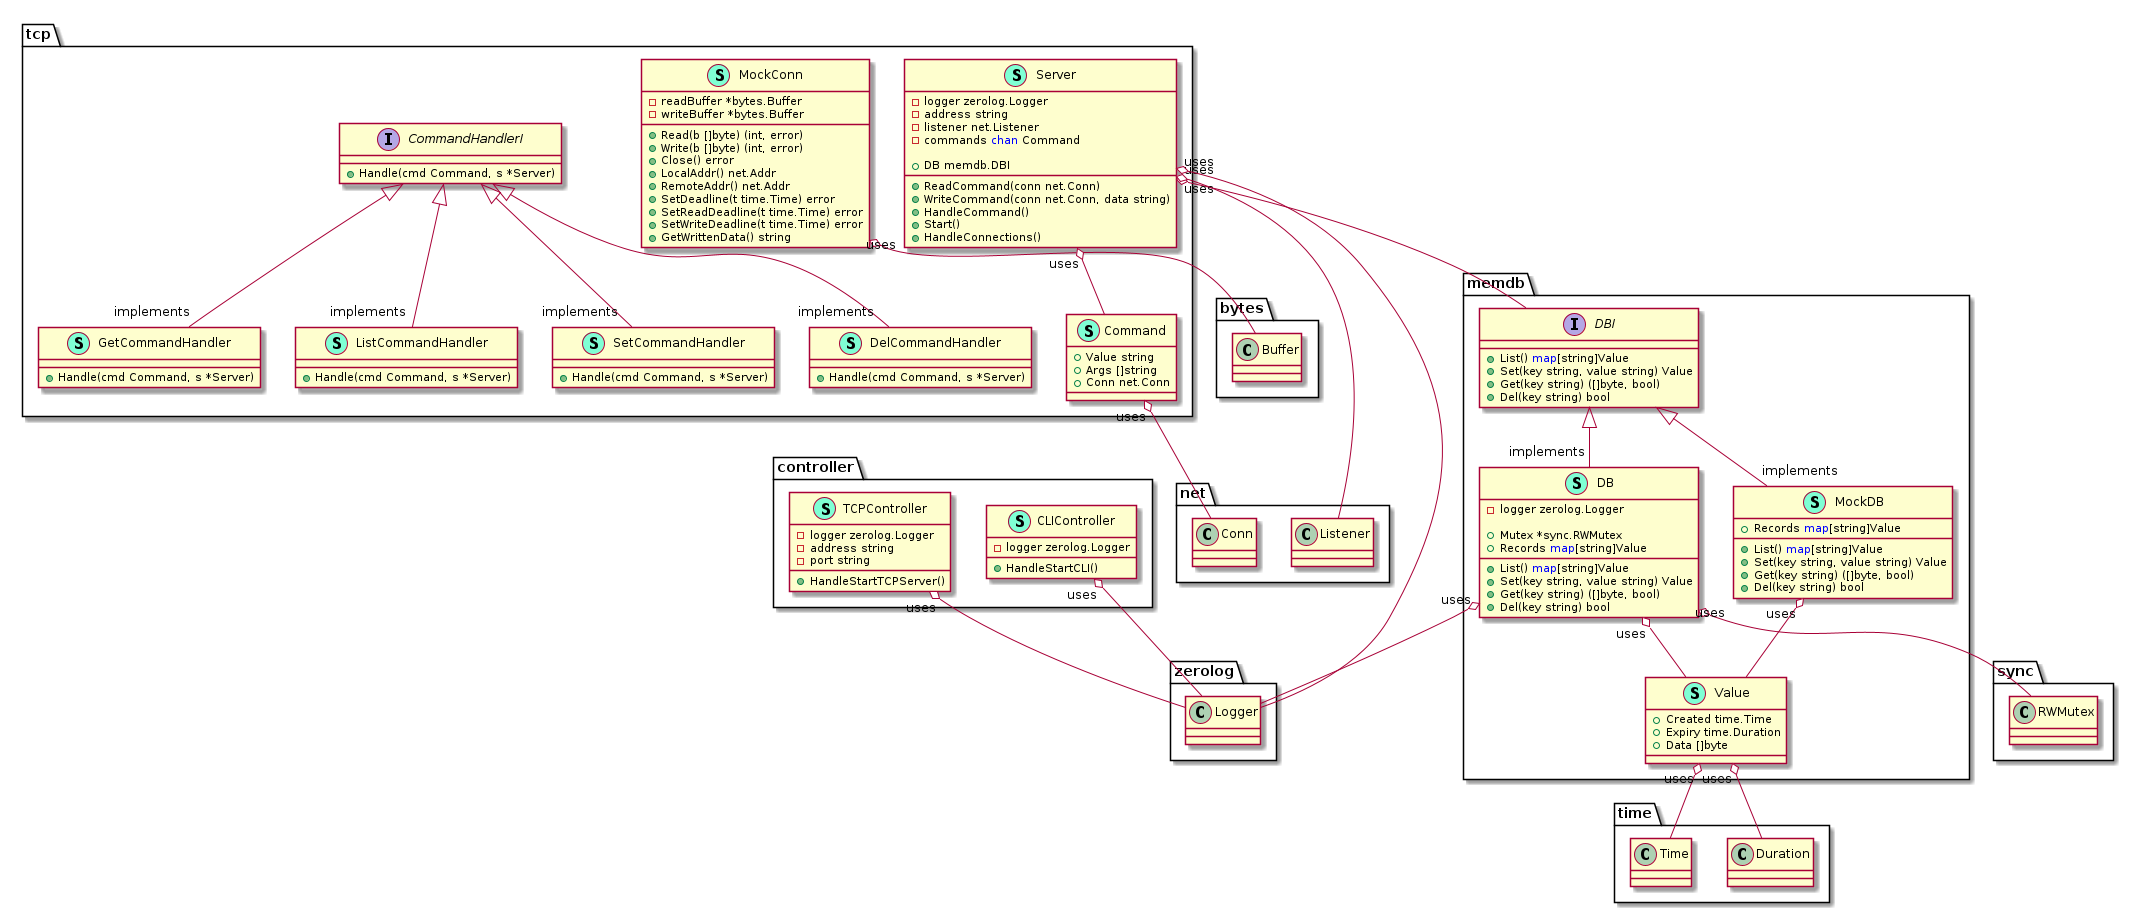 tcp
I CommandHandlerI
Handle(cmd Command, s *Server)
S MockConn
readBuffer *bytes.Buffer
writeBuffer *bytes.Buffer
Read(b []byte) (int, error)
Write(b []byte) (int, error)
Close() error
LocalAddr() net.Addr
RemoteAddr() net.Addr
SetDeadline(t time.Time) error
SetReadDeadline(t time.Time) error
SetWriteDeadline(t time.Time) error
GetWrittenData() string
S Server
logger zerolog.Logger
address string
listener net.Listener
commands chan Command
DB memdb.DBI
ReadCommand(conn net.Conn)
WriteCommand(conn net.Conn, data string)
HandleCommand()
Start()
HandleConnections()
uses
uses
uses
uses
uses
implements
implements
implements
implements
S GetCommandHandler
Handle(cmd Command, s *Server)
S ListCommandHandler
Handle(cmd Command, s *Server)
S SetCommandHandler
Handle(cmd Command, s *Server)
S DelCommandHandler
Handle(cmd Command, s *Server)
S Command
Value string
Args []string
Conn net.Conn
uses
bytes
C Buffer
memdb
I DBI
List() map[string]Value
Set(key string, value string) Value
Get(key string) ([]byte, bool)
Del(key string) bool
implements
implements
S DB
logger zerolog.Logger
Mutex *sync.RWMutex
Records map[string]Value
List() map[string]Value
Set(key string, value string) Value
Get(key string) ([]byte, bool)
Del(key string) bool
S MockDB
Records map[string]Value
List() map[string]Value
Set(key string, value string) Value
Get(key string) ([]byte, bool)
Del(key string) bool
uses
uses
uses
uses
S Value
Created time.Time
Expiry time.Duration
Data []byte
uses
uses
controller
S TCPController
logger zerolog.Logger
address string
port string
HandleStartTCPServer()
S CLIController
logger zerolog.Logger
HandleStartCLI()
uses
uses
net
C Conn
C Listener
zerolog
C Logger
sync
C RWMutex
time
C Time
C Duration